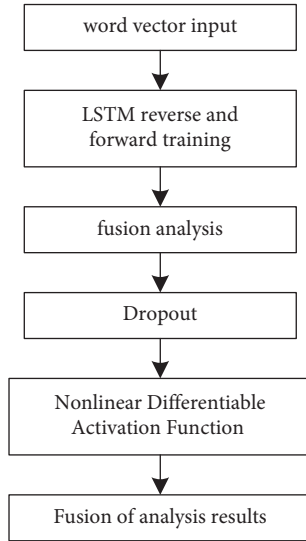 word vector input
LSTM reverse and
forward training
fusion analysis
Dropout
Nonlinear Differentiable
Activation Function
Fusion of analysis results